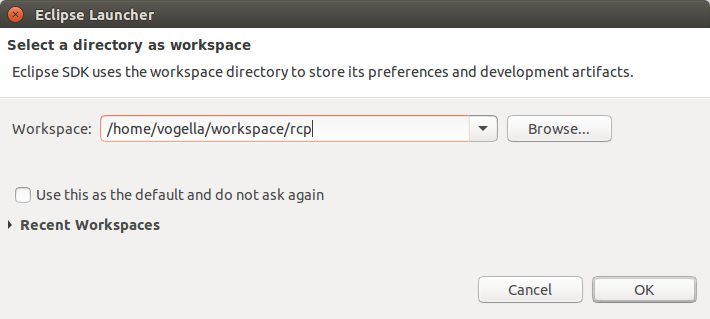 Eclipse Launcher
Select a directory as workspace
Eclipse SDK uses the workspace directory to store its preferences and development artifacts.
Workspace: /home/vogella/workspace/rcp Browse...
Use this as the default and do not ask again
Recent Workspaces
Cancel OK